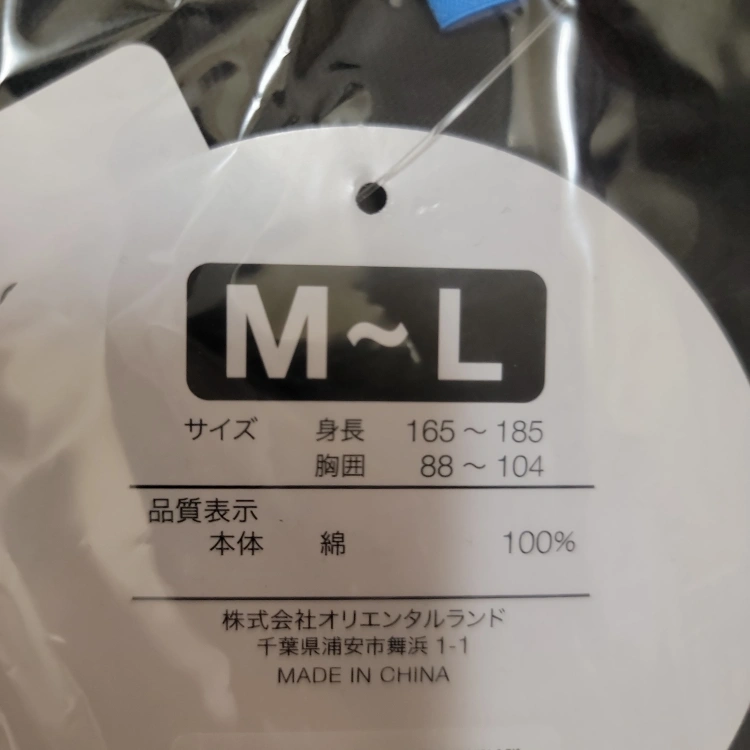 M~L
サイズ 身長 165～185
胸囲 88～104
品質表示
本体 綿 100%
株式会社オリエンタルランド
千葉県浦安市舞浜 1-1
MADE IN CHINA